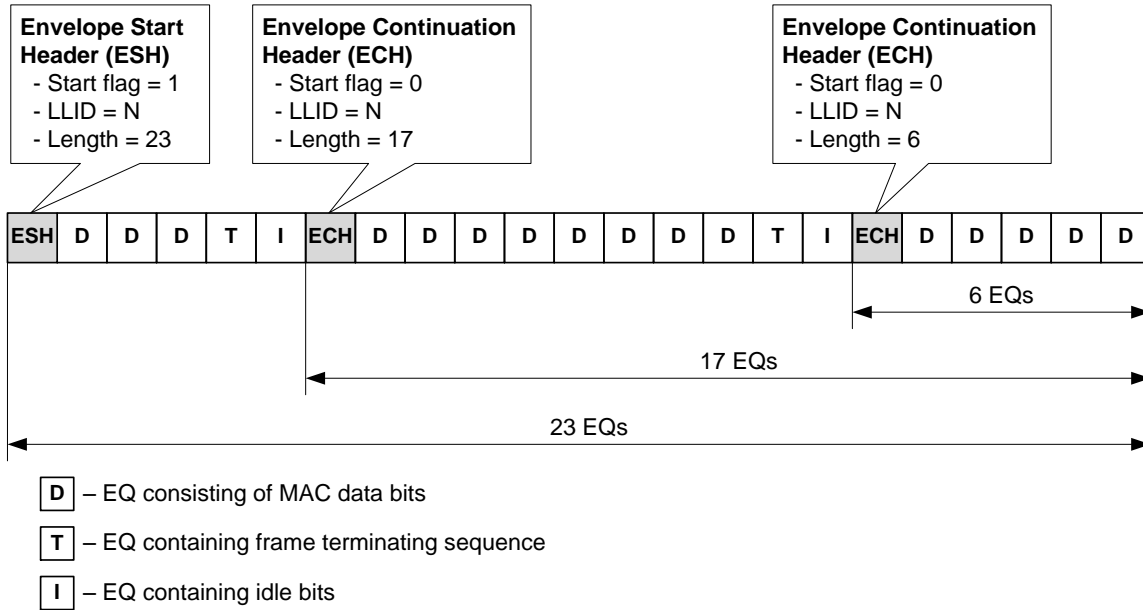 Envelope Start
Header (ESH)
- Start flag = 1
- LLID = N
- Length = 23
Envelope Continuation
Header (ECH)
- Start flag = 0
- LLID = N
- Length = 17
Envelope Continuation
Header (ECH)
- Start flag = 0
- LLID = N
- Length = 6
ESH D D D T I ECH D D D D D D D D T I ECH D D D D D
6 EQs
17 EQs
23 EQs
D – EQ consisting of MAC data bits
T – EQ containing frame terminating sequence
I – EQ containing idle bits